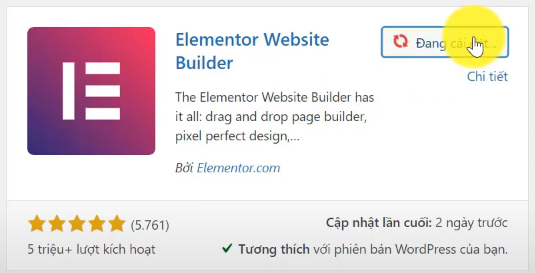 Elementor Website
Builder
Đang cài đặt...
Chi tiết
The Elementor Website Builder has
it all: drag and drop page builder,
pixel perfect design,...
Bởi Elementor.com
(5.761)
Cập nhật lần cuối: 2 ngày trước
5 triệu+ lượt kích hoạt
Tương thích với phiên bản WordPress của bạn.